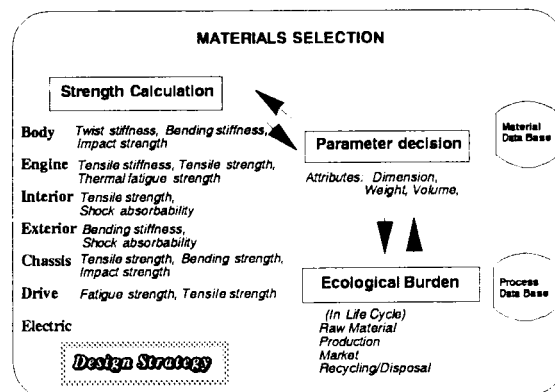 MATERIALS SELECTION
Strength Calculation
Body Twist stiffness, Bending stiffness,
Impact strength
Engine Tensile stiffness, Tensile strength,
Thermal fatigue strength
Interior Tensile strength,
Shock absorbability
Exterior Bending stiffness,
Shock absorbability
Chassis Tensile strength, Bending strength,
Impact strength
Drive Fatigue strength, Tensile strength
Electric
Design Strategy
Parameter decision
Attributes: Dimension,
Weight, Volume,
Ecological Burden
(In Life Cycle)
Raw Material
Production
Market
Recycling/Disposal
Material
Data Base
Process
Data Base